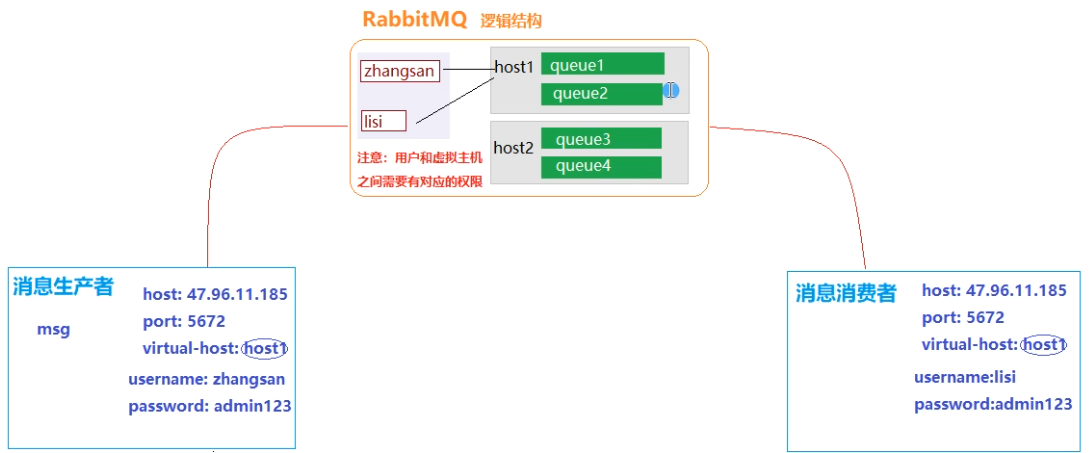 RabbitMQ 逻辑结构
zhangsan
lisi
注意：用户和虚拟主机
之间需要有对应的权限
host1
queue1
queue2
host2
queue3
queue4
消息生产者
msg
host: 47.96.11.185
port: 5672
virtual-host: host1
username: zhangsan
password: admin123
消息消费者
host: 47.96.11.185
port: 5672
virtual-host: host1
username:lisi
password:admin123